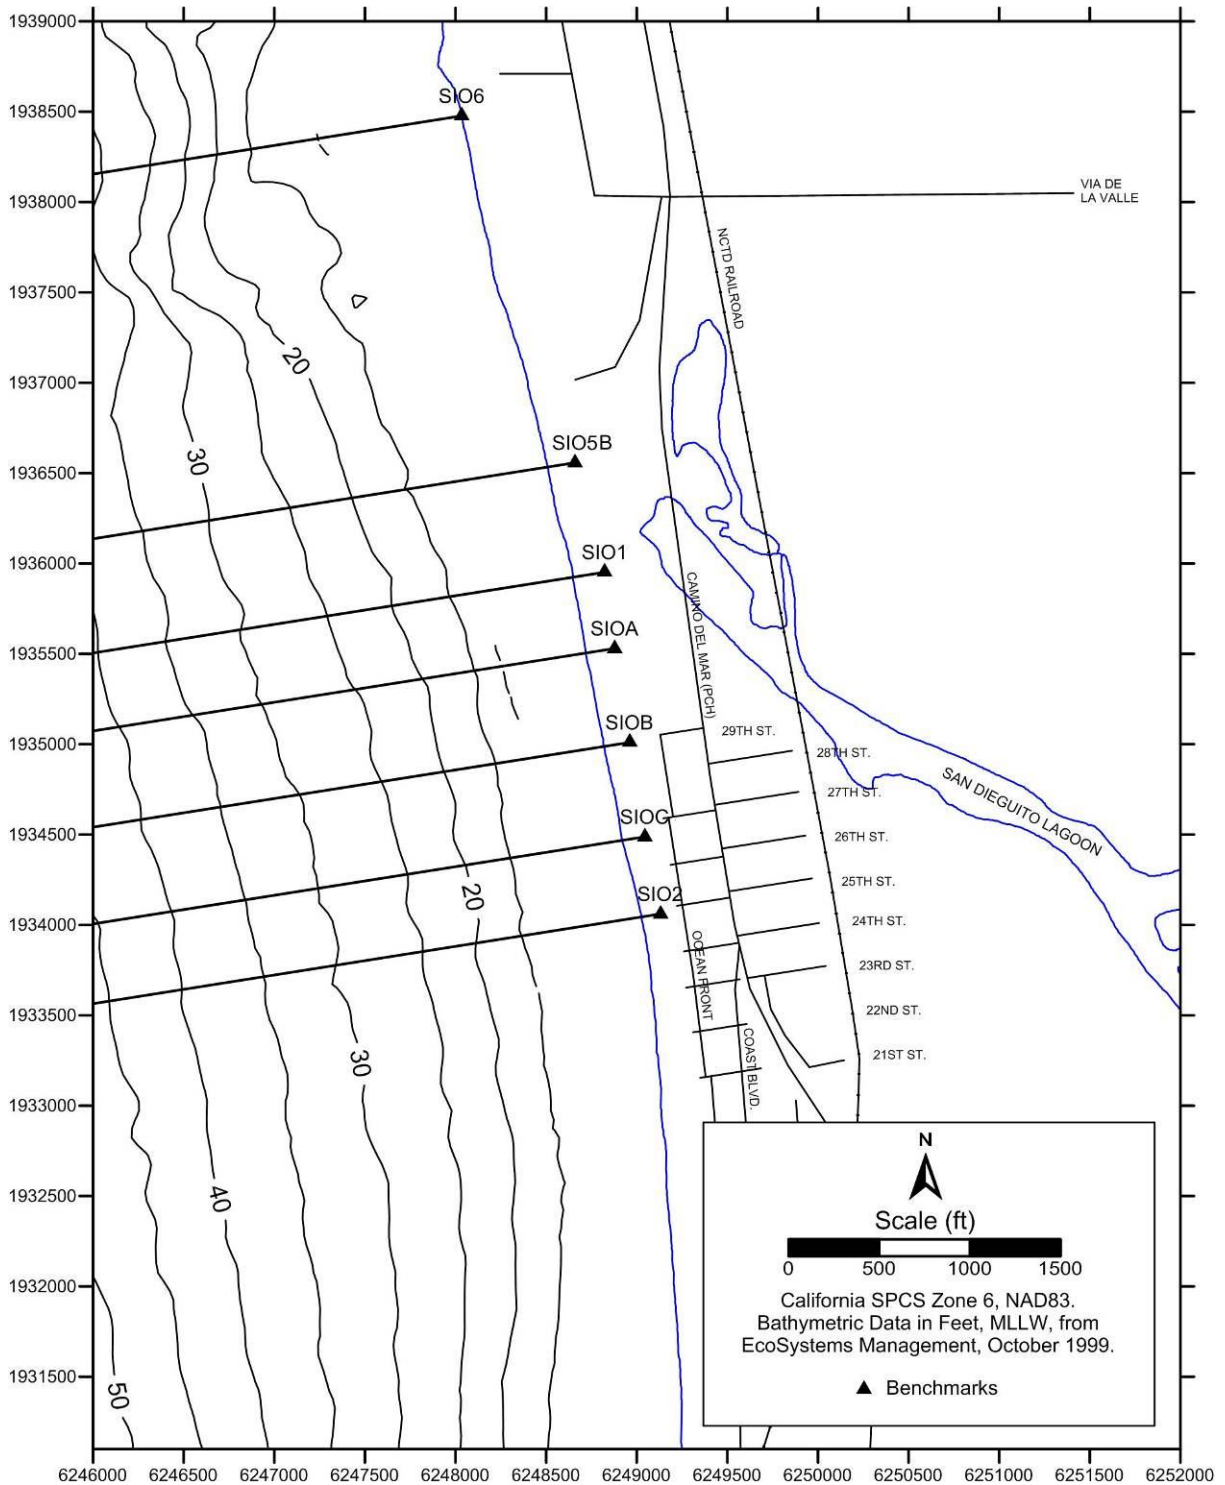 1939000
SIO6
1938500
VIA DE
LA VALLE
1938000
NCTD RAILROAD
1937500
20
1937000
30
SIO5B
1936500
SIO1
1936000
CAMINO DEL MAR (PCH)
SIOA
1935500
SIOB
29TH ST.
1935000
28TH ST.
SAN DIEGUITO LAGOON
27TH ST.
SIOC
1934500
26TH ST.
25TH ST.
20
SIO2
24TH ST.
1934000
OCEAN FRONT
23RD ST.
22ND ST.
1933500
30
COAST BLVD.
21ST ST.
1933000
N
1932500
40
Scale (ft)
0 500 1000 1500
1932000
California SPCS Zone 6, NAD83.
Bathymetric Data in Feet, MLLW, from
EcoSystems Management, October 1999.
1931500
50
Benchmarks
6246000 6246500 6247000 6247500 6248000 6248500 6249000 6249500 6250000 6250500 6251000 6251500 6252000